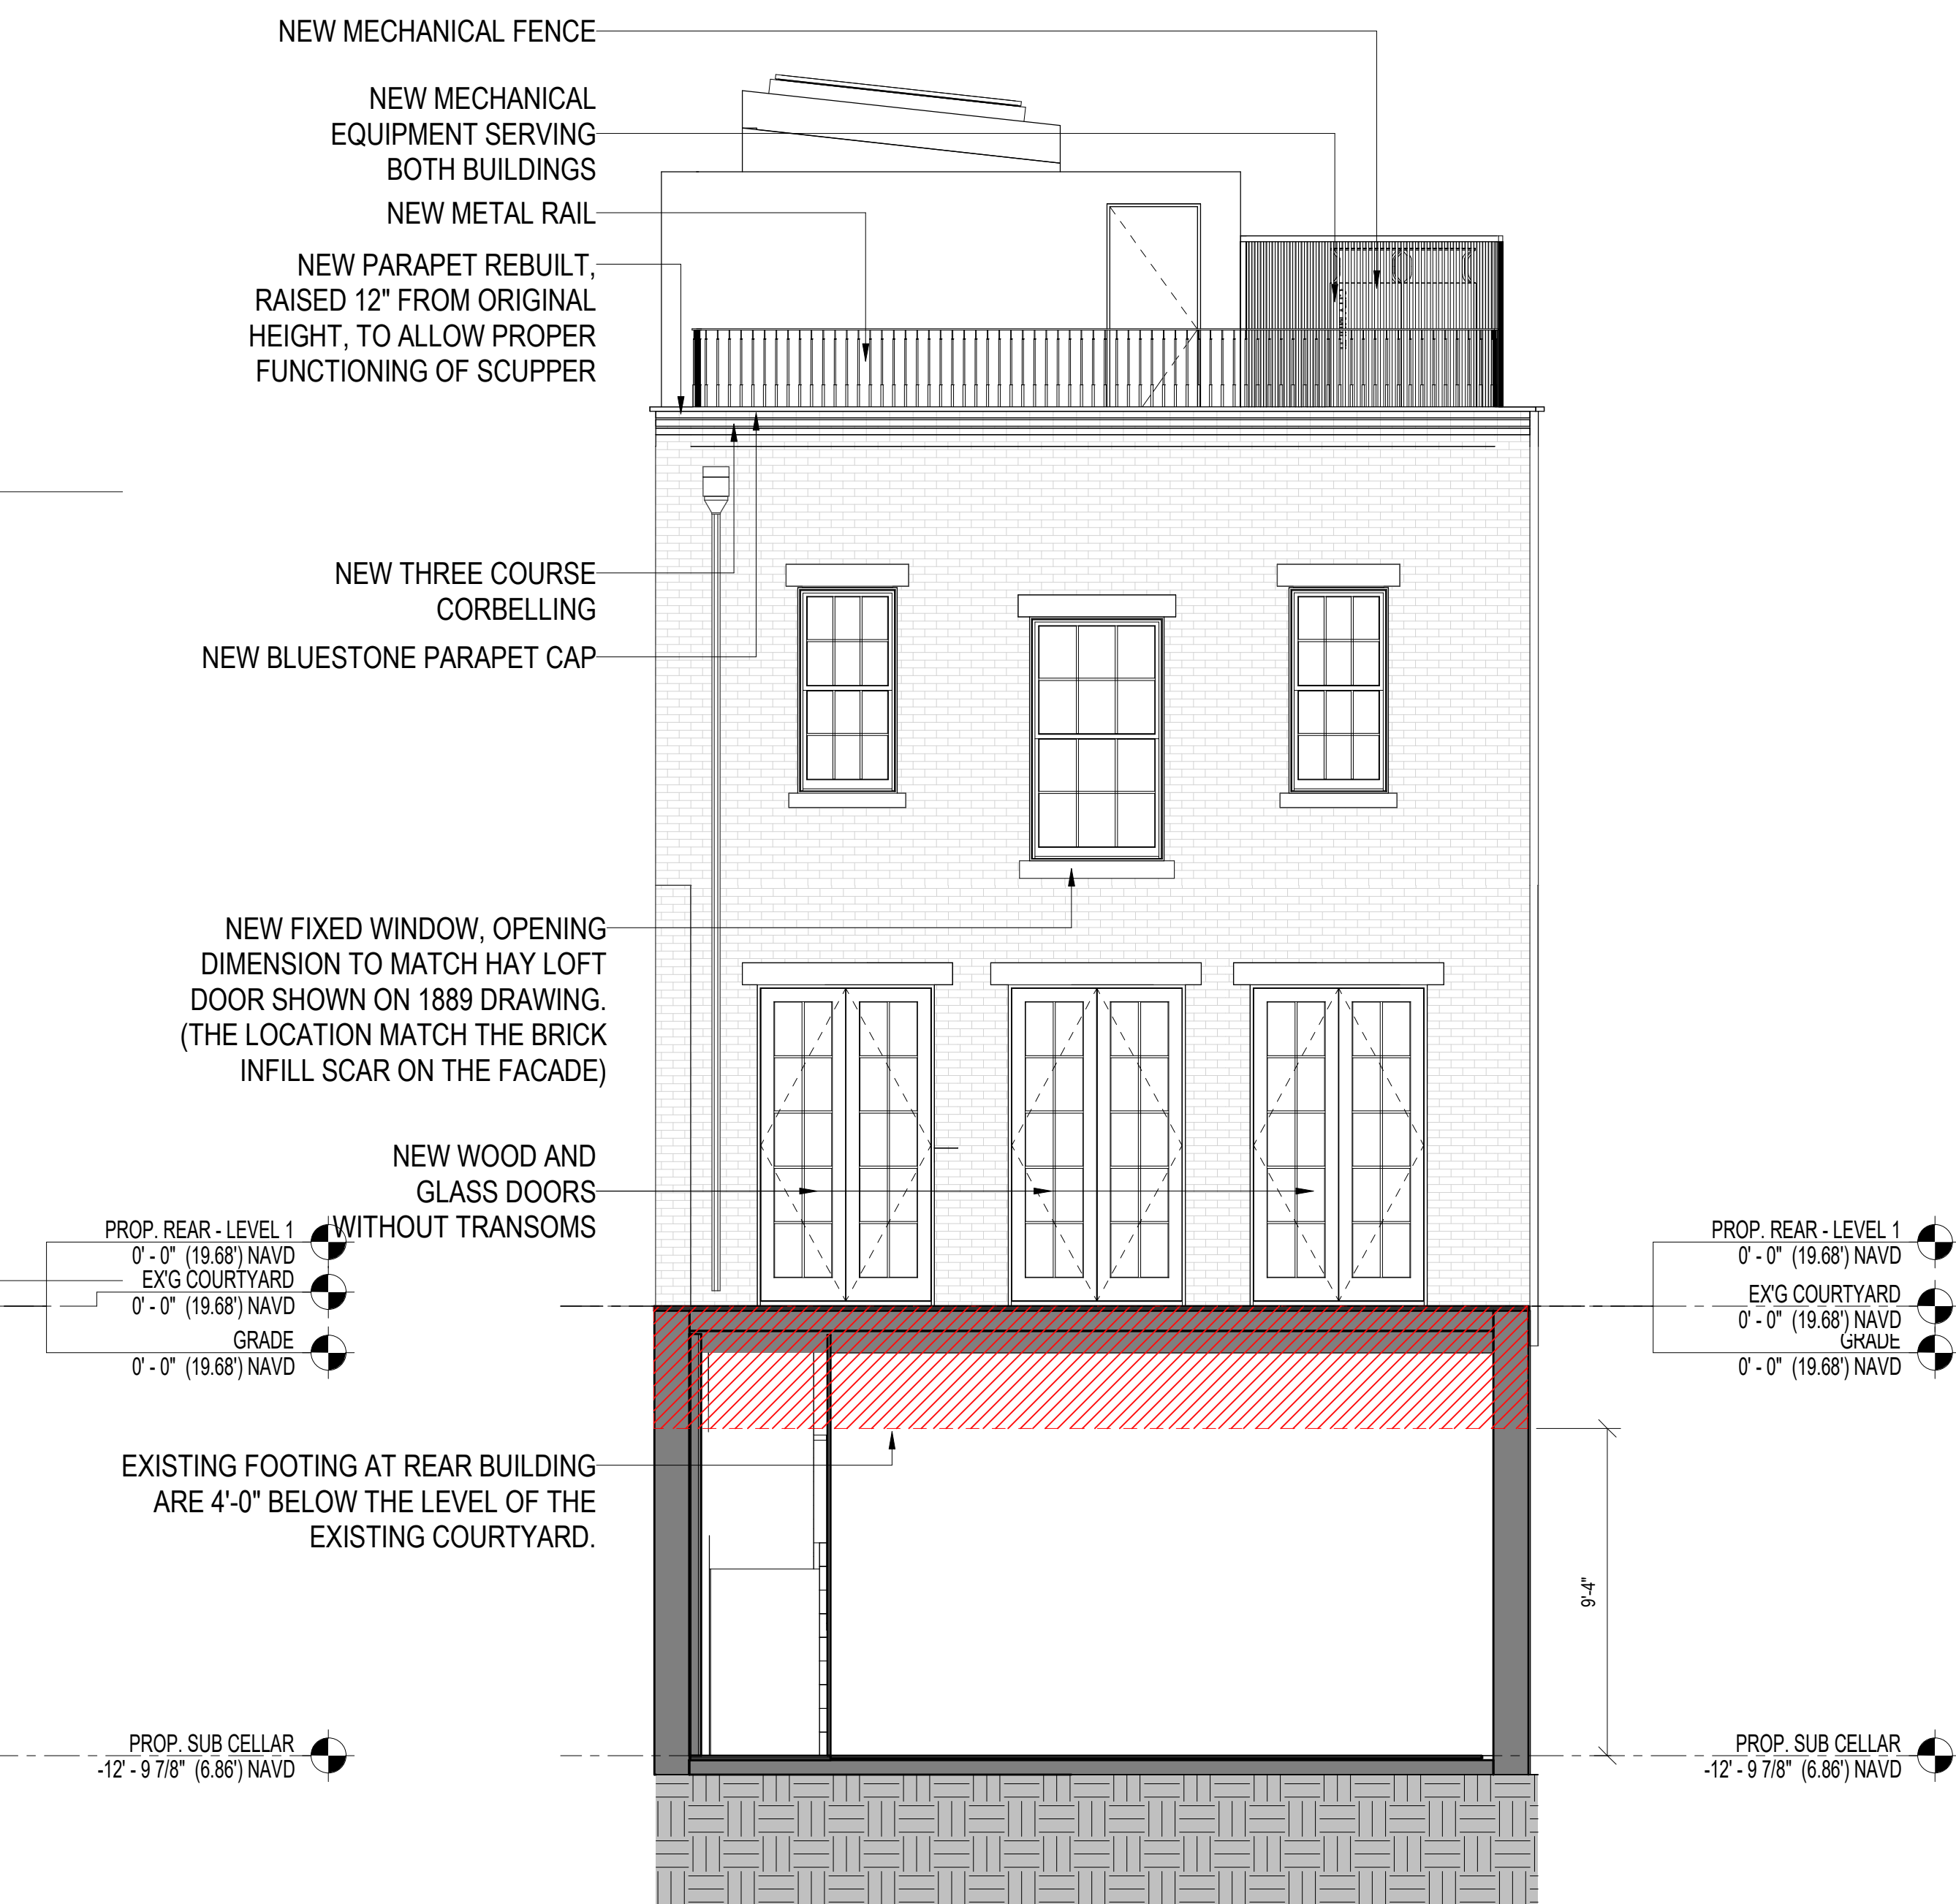 NEW MECHANICAL FENCE
NEW MECHANICAL
EQUIPMENT SERVING
BOTH BUILDINGS
NEW METAL RAIL
NEW PARAPET REBUILT,
RAISED 12" FROM ORIGINAL
HEIGHT, TO ALLOW PROPER
FUNCTIONING OF SCUPPER
NEW THREE COURSE
CORBELLING
NEW BLUESTONE PARAPET CAP
NEW FIXED WINDOW, OPENING
DIMENSION TO MATCH HAY LOFT
DOOR SHOWN ON 1889 DRAWING.
(THE LOCATION MATCH THE BRICK
INFILL SCAR ON THE FACADE)
NEW WOOD AND
GLASS DOORS
WITHOUT TRANSOMS
PROP. REAR - LEVEL 1
0' - 0" (19.68') NAVD
EX'G COURTYARD
0' - 0" (19.68') NAVD
GRADE
0' - 0" (19.68') NAVD
PROP. REAR - LEVEL 1
0' - 0" (19.68') NAVD
EX'G COURTYARD
0' - 0" (19.68') NAVD
GRADE
0' - 0" (19.68') NAVD
EXISTING FOOTING AT REAR BUILDING
ARE 4'-0" BELOW THE LEVEL OF THE
EXISTING COURTYARD.
9'-4"
PROP. SUB CELLAR
-12' - 9 7/8" (6.86') NAVD
PROP. SUB CELLAR
-12' - 9 7/8" (6.86') NAVD